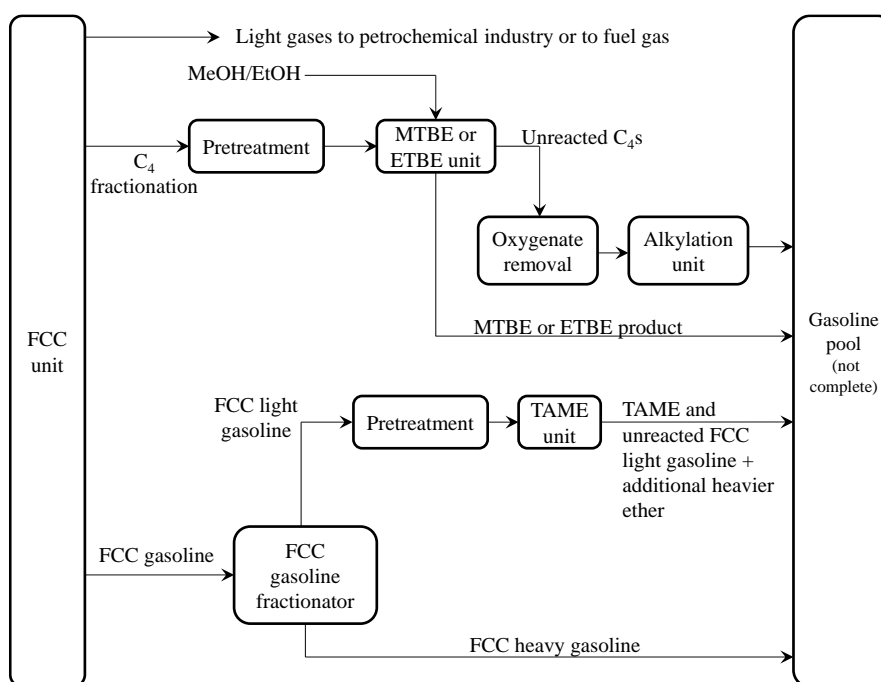 Light gases to petrochemical industry or to fuel gas
MeOH/EtOH
Pretreatment
MTBE or
ETBE unit
Unreacted C₄s
C₄
fractionation
Oxygenate
removal
Alkylation
unit
MTBE or ETBE product
FCC
unit
Gasoline
pool
(not
complete)
FCC light
gasoline
Pretreatment
TAME
unit
TAME and
unreacted FCC
light gasoline +
additional heavier
ether
FCC gasoline
FCC
gasoline
fractionator
FCC heavy gasoline